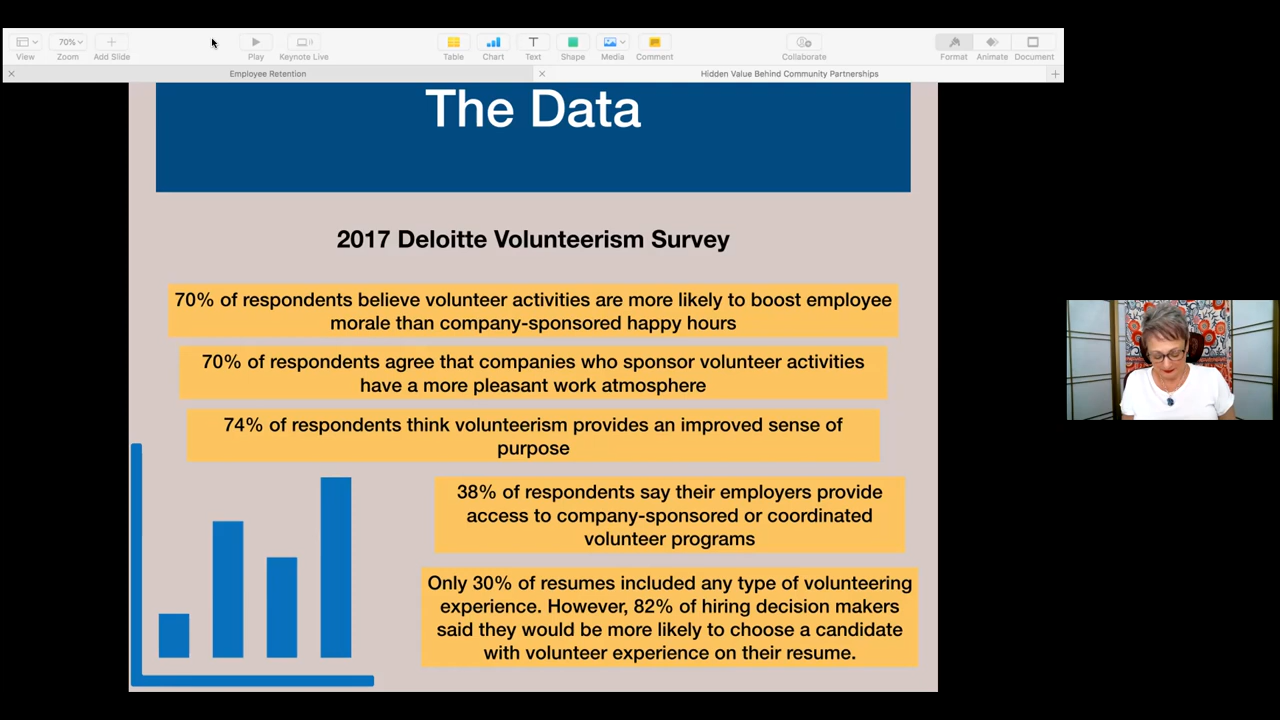 70%
View
Zoom
Add Slide
Play
Keynote Live
Table
Chart
Text
Shape
Media
Comment
Collaborate
Format
Animate
Document
Employee Retention
Hidden Value Behind Community Partnerships
The Data
2017 Deloitte Volunteerism Survey
70% of respondents believe volunteer activities are more likely to boost employee
morale than company-sponsored happy hours
70% of respondents agree that companies who sponsor volunteer activities
have a more pleasant work atmosphere
74% of respondents think volunteerism provides an improved sense of
purpose
38% of respondents say their employers provide
access to company-sponsored or coordinated
volunteer programs
Only 30% of resumes included any type of volunteering
experience. However, 82% of hiring decision makers
said they would be more likely to choose a candidate
with volunteer experience on their resume.